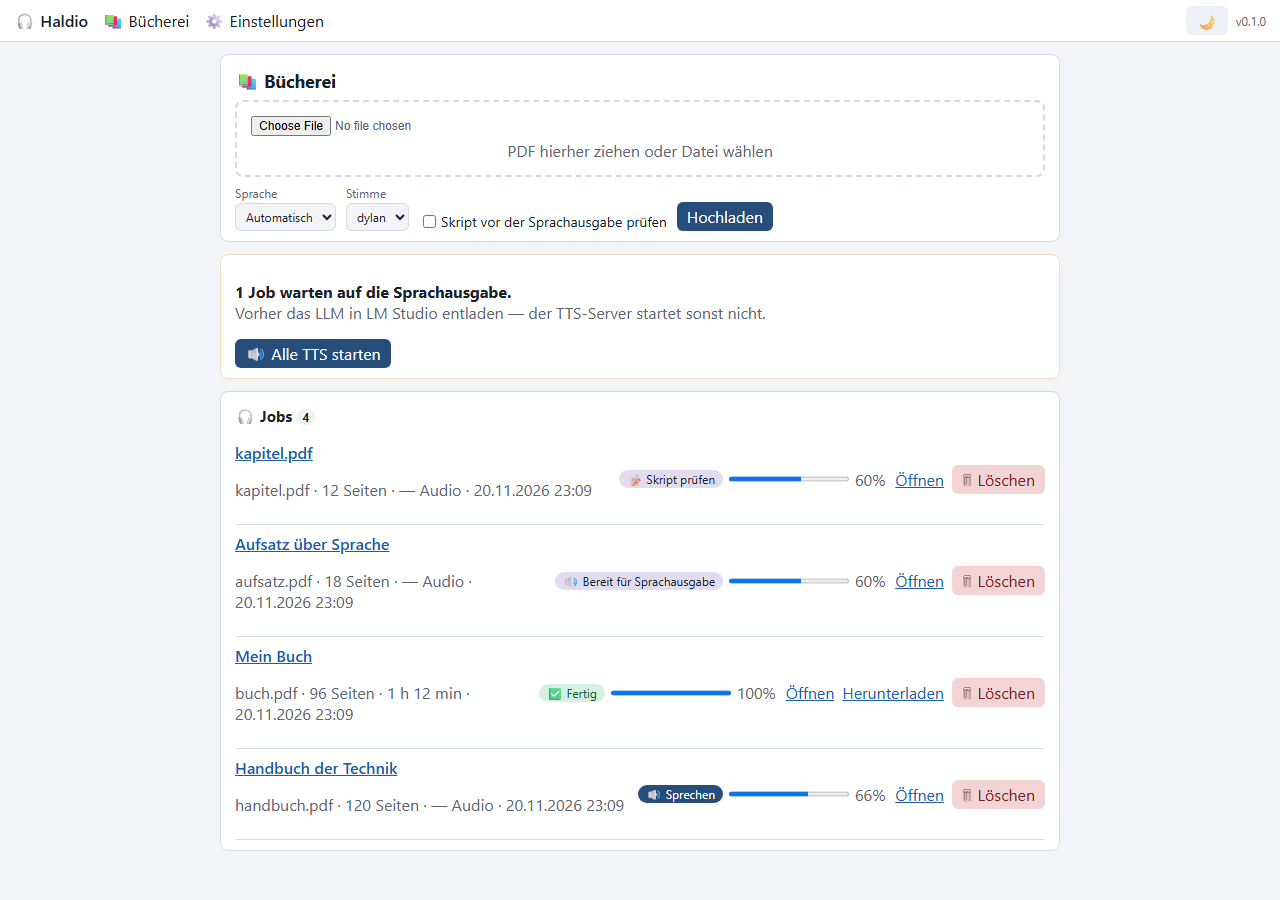 Haldio Bücherei Einstellungen v0.1.0
Bücherei
Choose File No file chosen
PDF hierher ziehen oder Datei wählen
Sprache Stimme
Automatisch dylan Skript vor der Sprachausgabe prüfen Hochladen
1 Job warten auf die Sprachausgabe.
Vorher das LLM in LM Studio entladen — der TTS-Server startet sonst nicht.
Alle TTS starten
Jobs 4
kapitel.pdf
kapitel.pdf · 12 Seiten · — Audio · 20.11.2026 23:09 Skript prüfen 60% Öffnen Löschen
Aufsatz über Sprache
aufsatz.pdf · 18 Seiten · — Audio · Bereit für Sprachausgabe 60% Öffnen Löschen
20.11.2026 23:09
Mein Buch
buch.pdf · 96 Seiten · 1 h 12 min · Fertig 100% Öffnen Herunterladen Löschen
20.11.2026 23:09
Handbuch der Technik
handbuch.pdf · 120 Seiten · — Audio · 20.11.2026 23:09 Sprechen 66% Öffnen Löschen